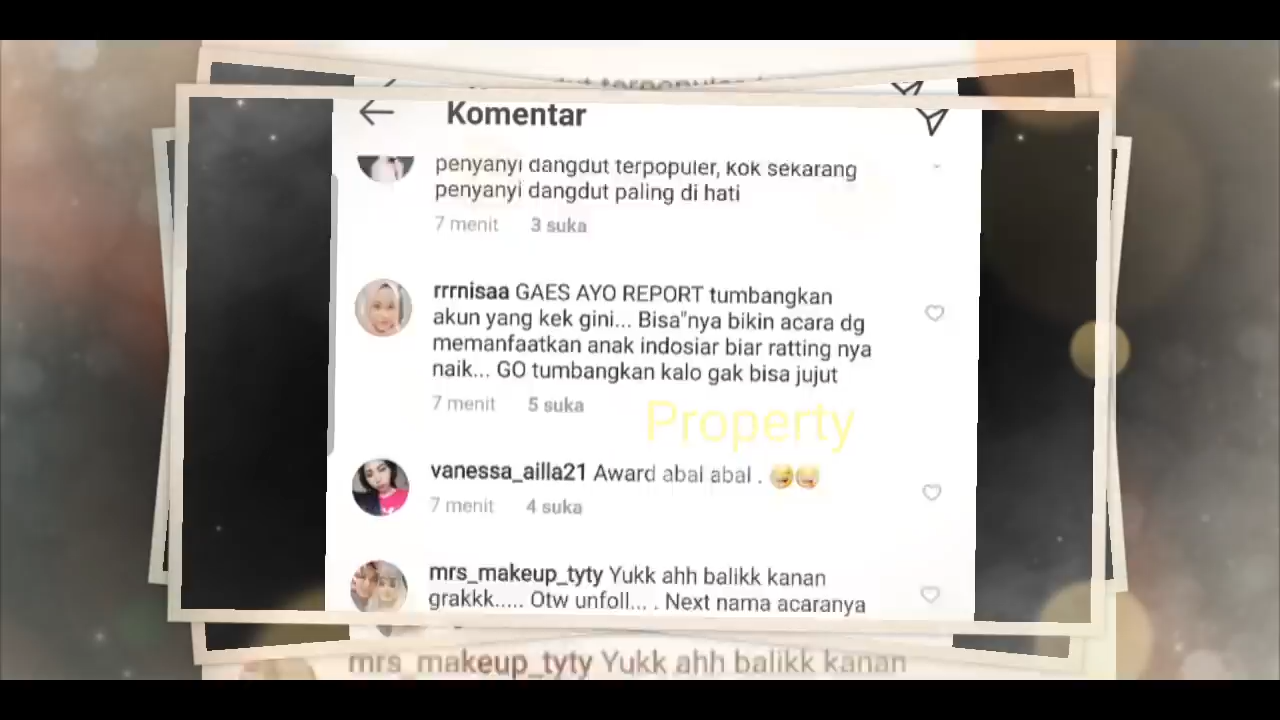 Komentar
penyanyi dangdut terpopuler, kok sekarang
penyanyi dangdut paling di hati
7 menit 3 suka
rrrnisaa GAES AYO REPORT tumbangkan
akun yang kek gini... Bisa"nya bikin acara dg
memanfaatkan anak indosiar biar ratting nya
naik... GO tumbangkan kalo gak bisa jujut
7 menit 5 suka
Property
vanessa_ailla21 Award abal abal . 
7 menit 4 suka
mrs_makeup_tyty Yukk ahh balikk kanan
grakkk..... Otw unfoll... . Next nama acaranya
mrs_makeup_tyty Yukk ahh balikk kanan